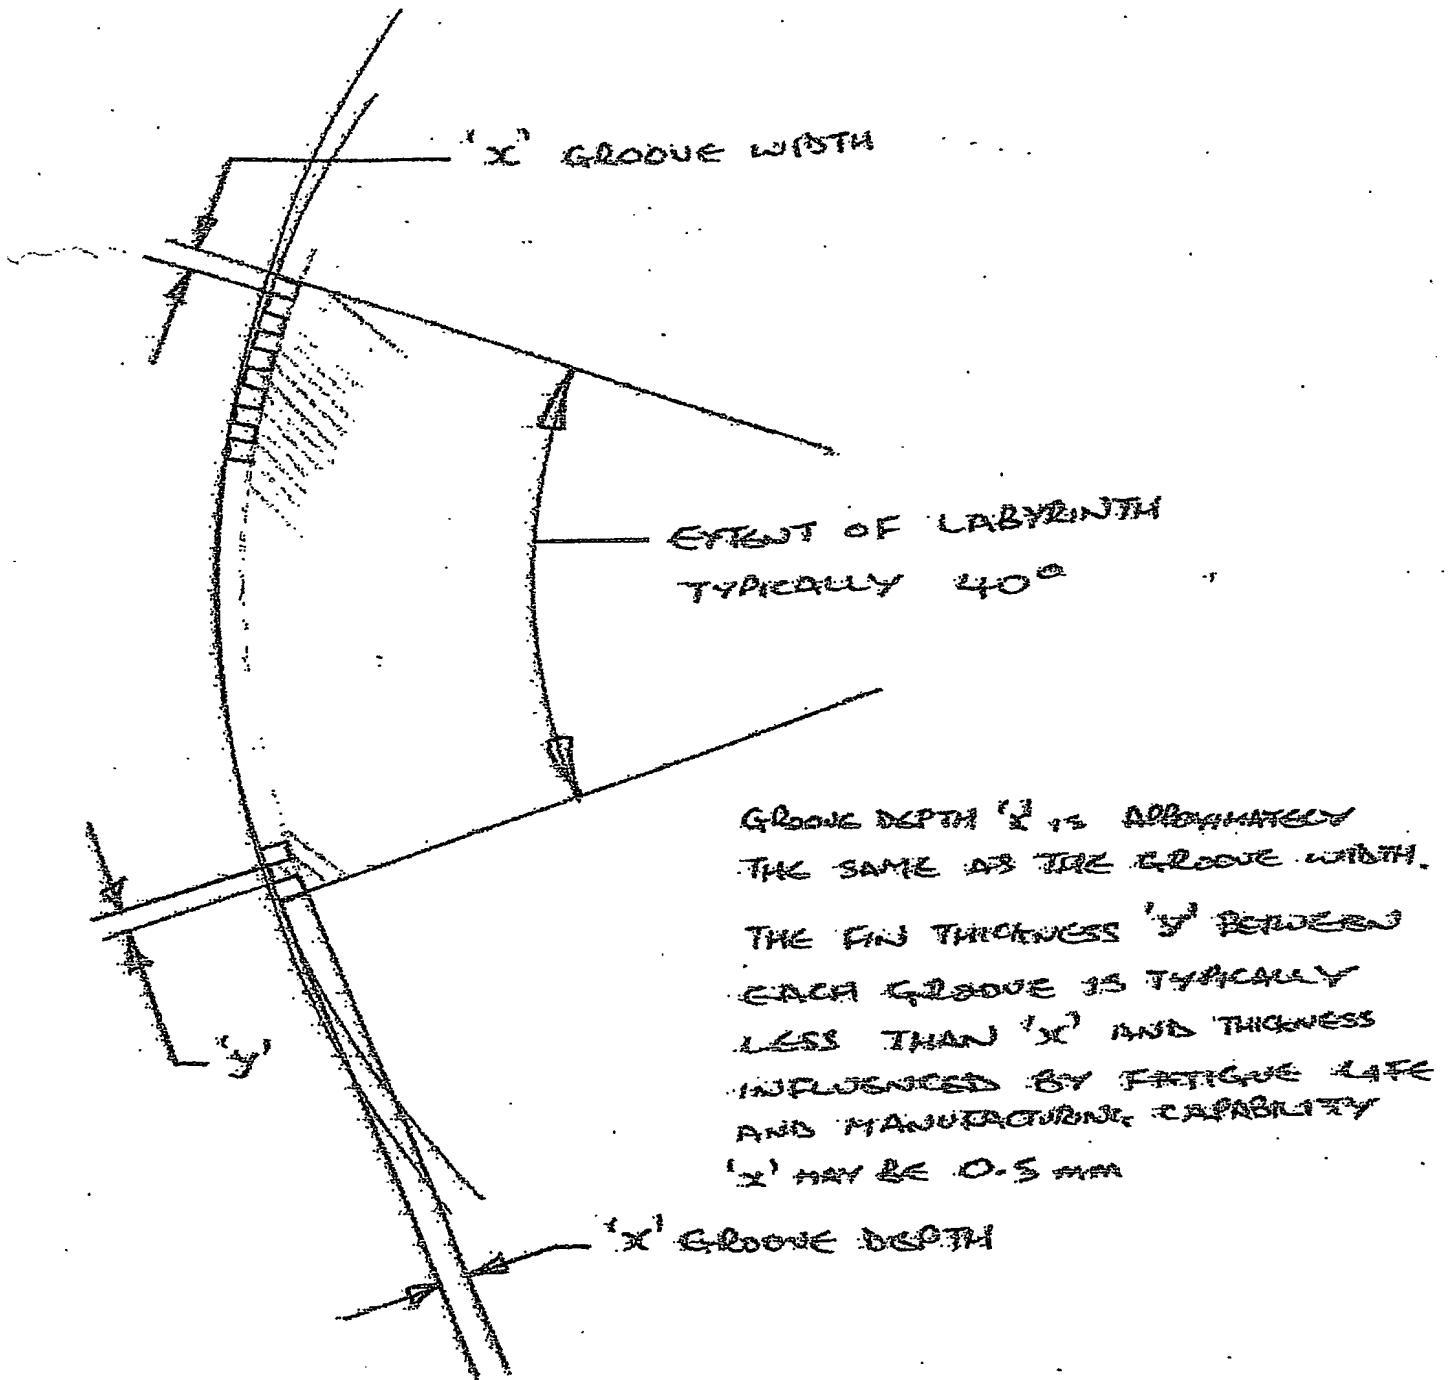 'x' GROOVE WIDTH
EXTENT OF LABYRINTH
TYPICALLY 40°
GROOVE DEPTH 'x' IS APPROXIMATELY
THE SAME AS THE GROOVE WIDTH.
THE FIN THICKNESS 'y' BETWEEN
EACH GROOVE IS TYPICALLY
LESS THAN 'x' AND THICKNESS
INFLUENCED BY FATIGUE LIFE
AND MANUFACTURING CAPABILITY
'x' MAY BE 0.5 mm
'y'
'x' GROOVE DEPTH